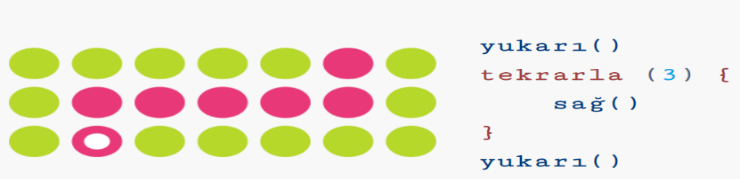 yukarı()
tekrarla (3) {
sağ()
}
yukarı()